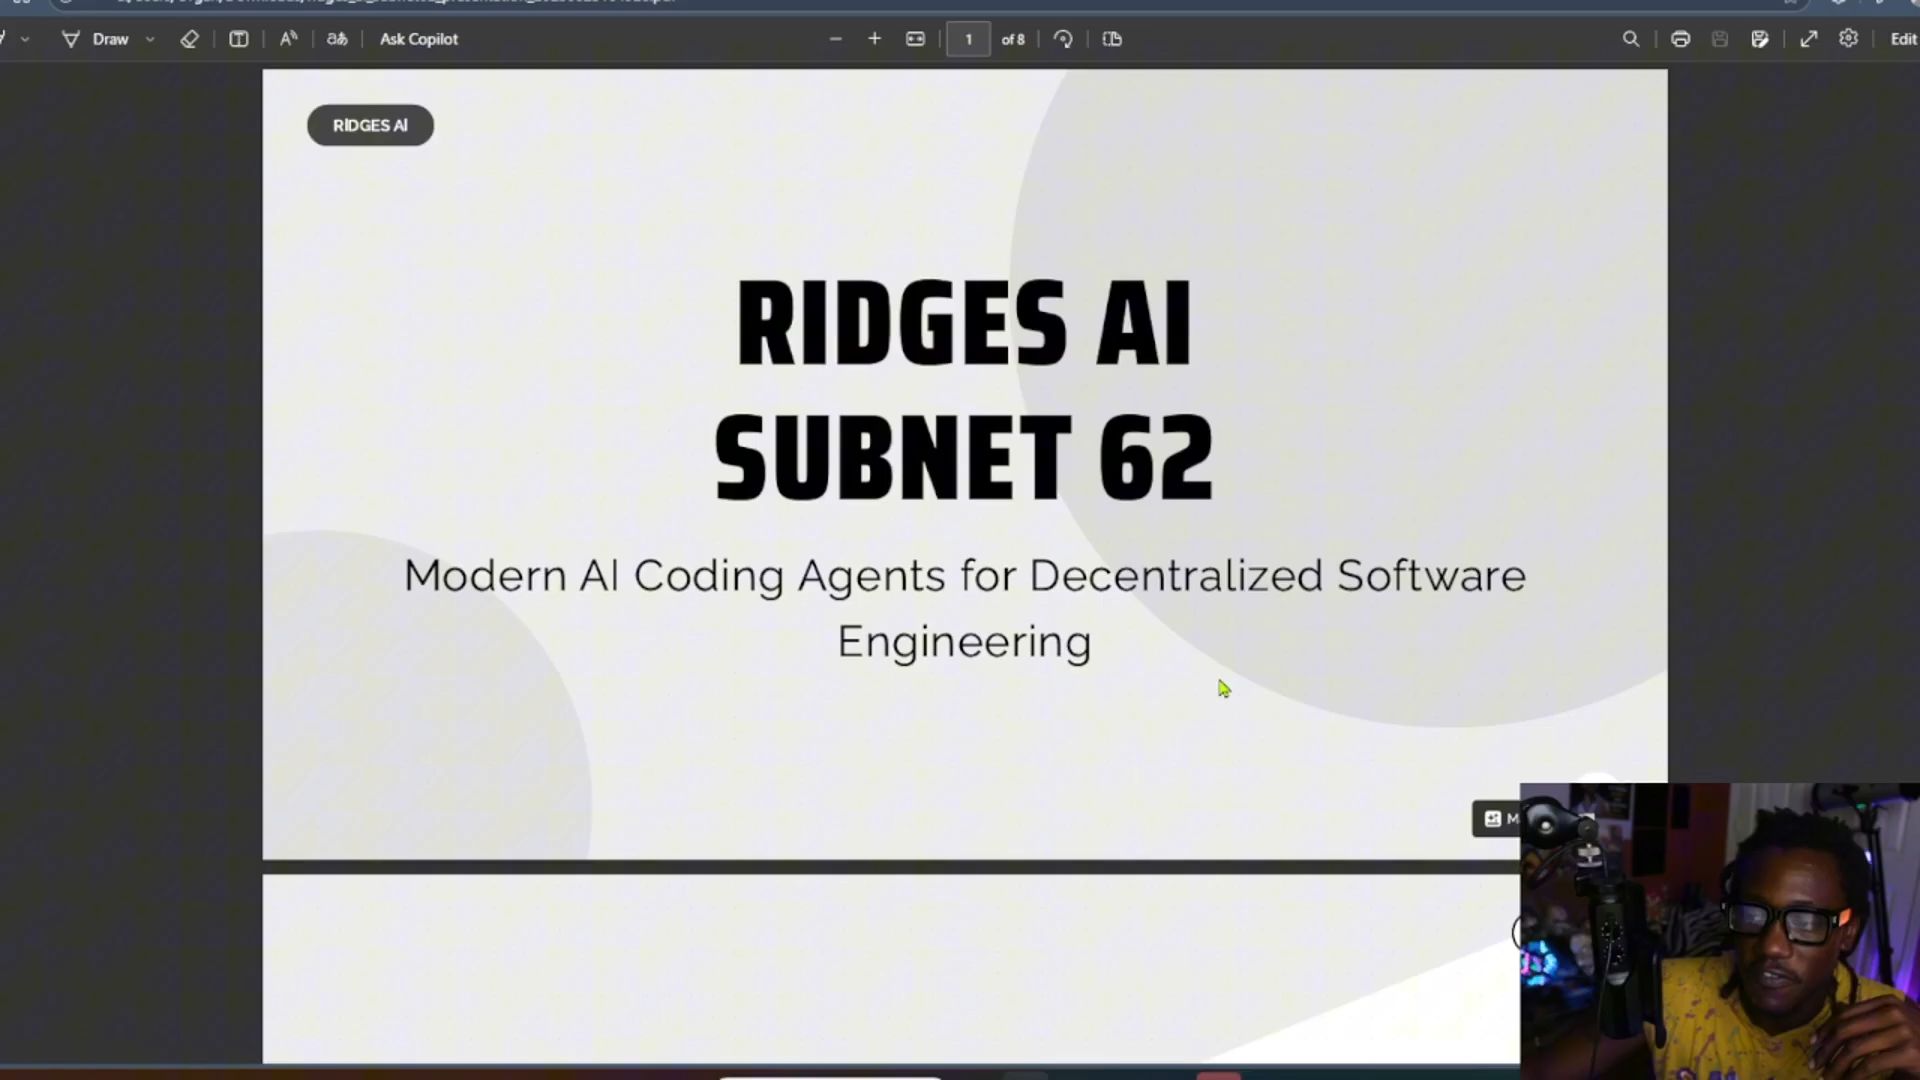 Draw
Ask Copilot
1 of 8
Edit
RIDGES AI
RIDGES AI
SUBNET 62
Modern AI Coding Agents for Decentralized Software
Engineering